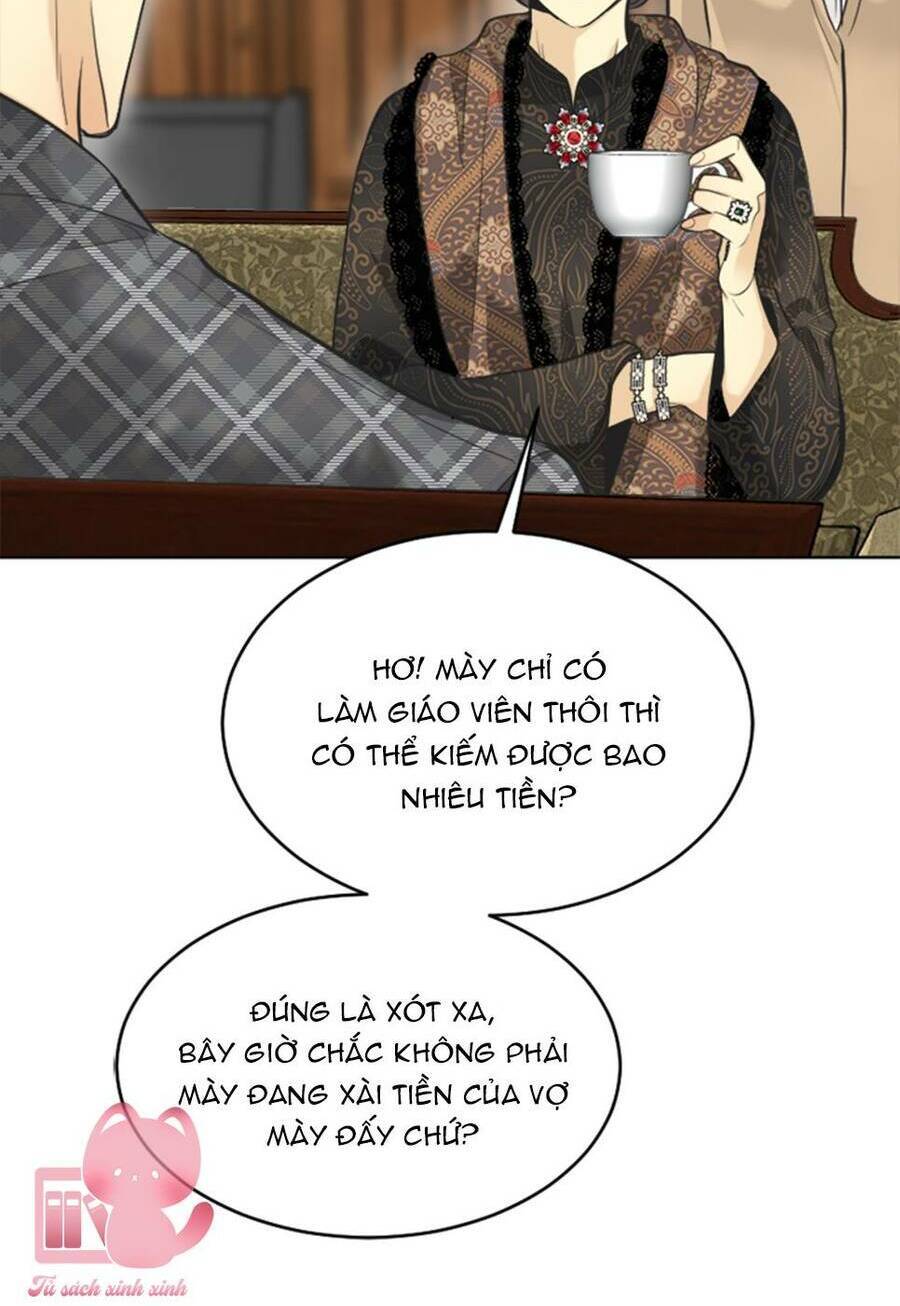 HƠ! MÀY CHỈ CÓ
LÀM GIÁO VIÊN THÔI THÌ
CÓ THỂ KIẾM ĐƯỢC BAO
NHIÊU TIỀN?
ĐÚNG LÀ XÓT XA,
BÂY GIỜ CHẮC KHÔNG PHẢI
MÀY ĐANG XÀI TIỀN CỦA VỢ
MÀY ĐẤY CHỨ?
Tủ sách xinh xinh